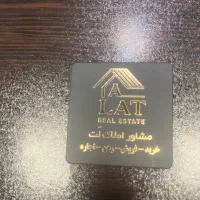 LAT
REAL ESTATE
مشاور املاک لت
خرید - فروش - رهن - اجاره